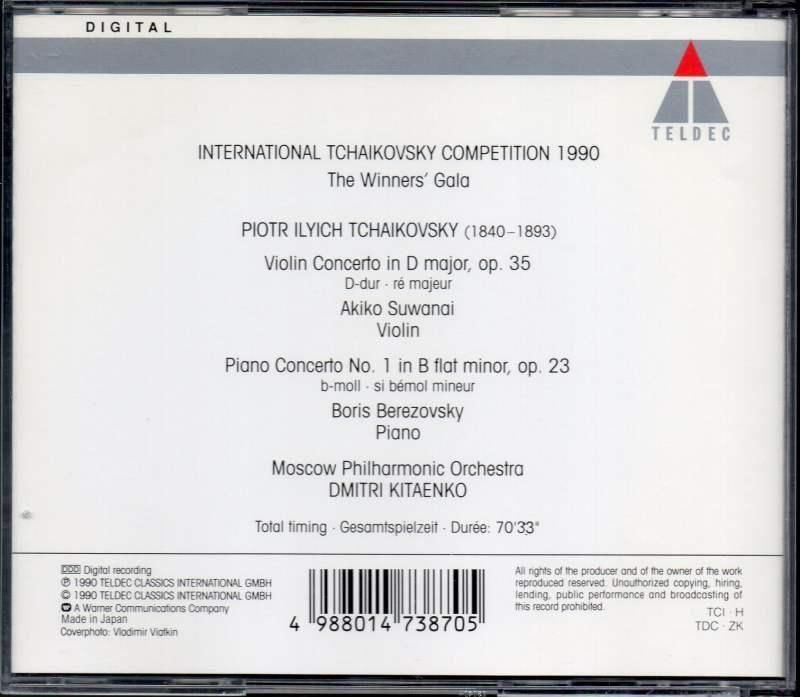 DIGITAL
TELDEC
INTERNATIONAL TCHAIKOVSKY COMPETITION 1990
The Winners' Gala
PIOTR ILYICH TCHAIKOVSKY (1840–1893)
Violin Concerto in D major, op. 35
D-dur · ré majeur
Akiko Suwanai
Violin
Piano Concerto No. 1 in B flat minor, op. 23
b-moll · si bémol mineur
Boris Berezovsky
Piano
Moscow Philharmonic Orchestra
DMITRI KITAENKO
Total timing · Gesamtspielzeit · Durée: 70'33"
DDD Digital recording
℗ 1990 TELDEC CLASSICS INTERNATIONAL GMBH
© 1990 TELDEC CLASSICS INTERNATIONAL GMBH
A Warner Communications Company
Made in Japan
Coverphoto: Vladimir Viatkin
4 988014 738705
All rights of the producer and of the owner of the work
reproduced reserved. Unauthorized copying, hiring,
lending, public performance and broadcasting of
this record prohibited.
TCI · H
TDC · ZK